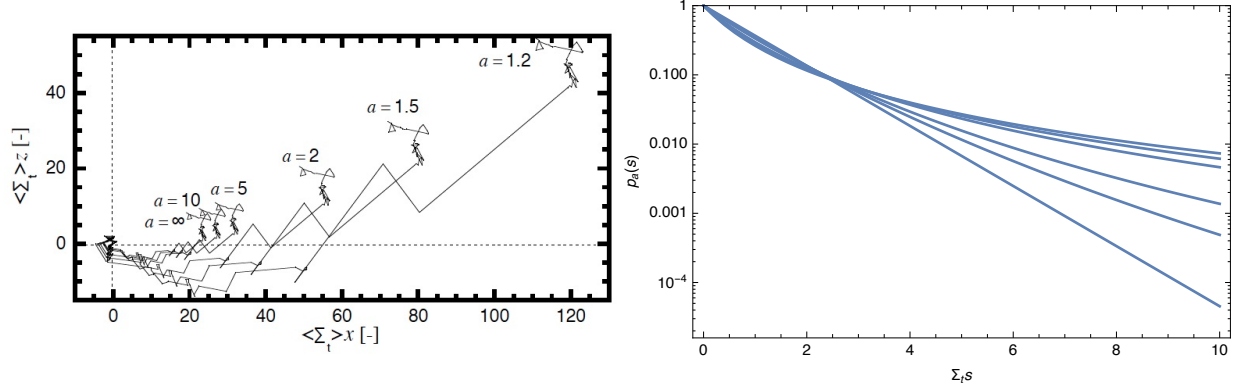 a = 1.2
a = 1.5
a = 2
a = 5
a = 10
a = ∞
40
20
0
<Σt>z [-]
0 20 40 60 80 100 120
<Σt>x [-]
1
0.100
0.010
0.001
10⁻⁴
pa(s)
0 2 4 6 8 10
Σts